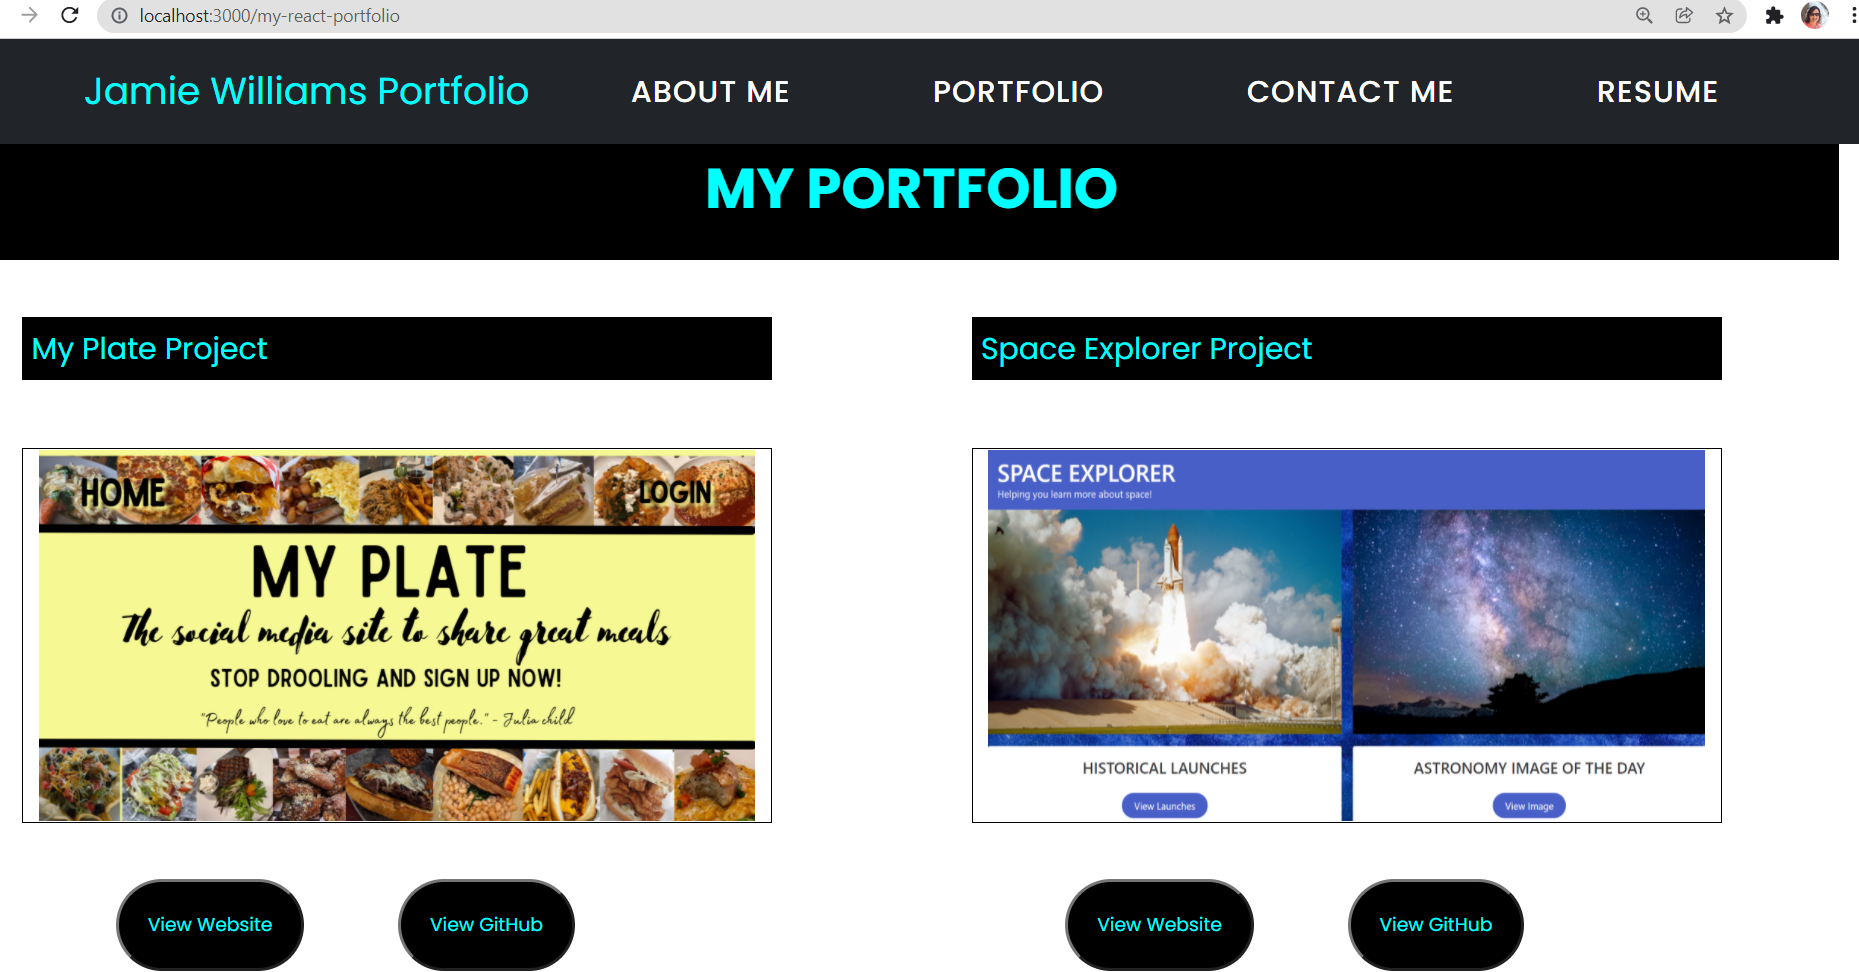 localhost:3000/my-react-portfolio
Jamie Williams Portfolio ABOUT ME PORTFOLIO CONTACT ME RESUME
MY PORTFOLIO
My Plate Project
HOME LOGIN
MY PLATE
The social media site to share great meals
STOP DROOLING AND SIGN UP NOW!
"People who love to eat are always the best people." - Julia child
View Website View GitHub
Space Explorer Project
SPACE EXPLORER
Helping you learn more about space!
HISTORICAL LAUNCHES ASTRONOMY IMAGE OF THE DAY
View Launches View Image
View Website View GitHub